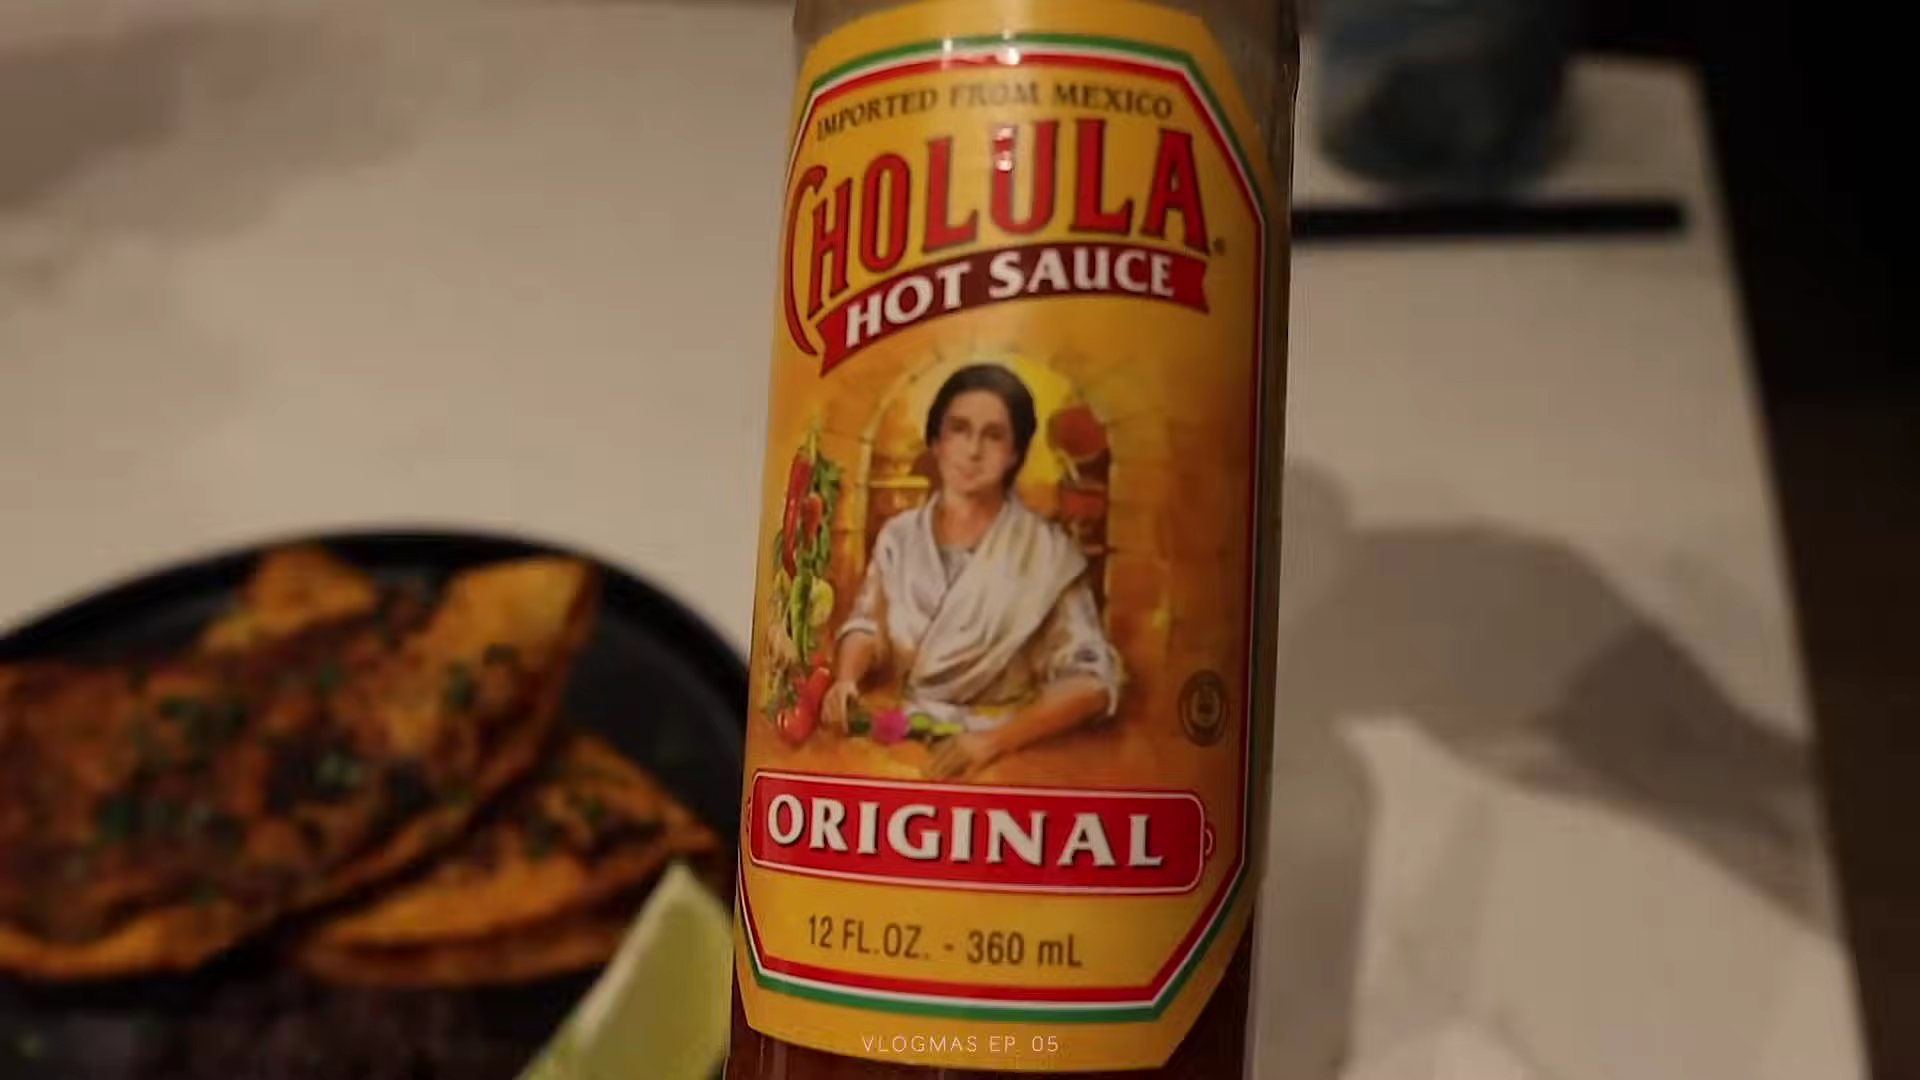 IMPORTED FROM MEXICO
CHOLULA®
HOT SAUCE
ORIGINAL
12 FL.OZ. - 360 mL
VLOGMAS EP. 05